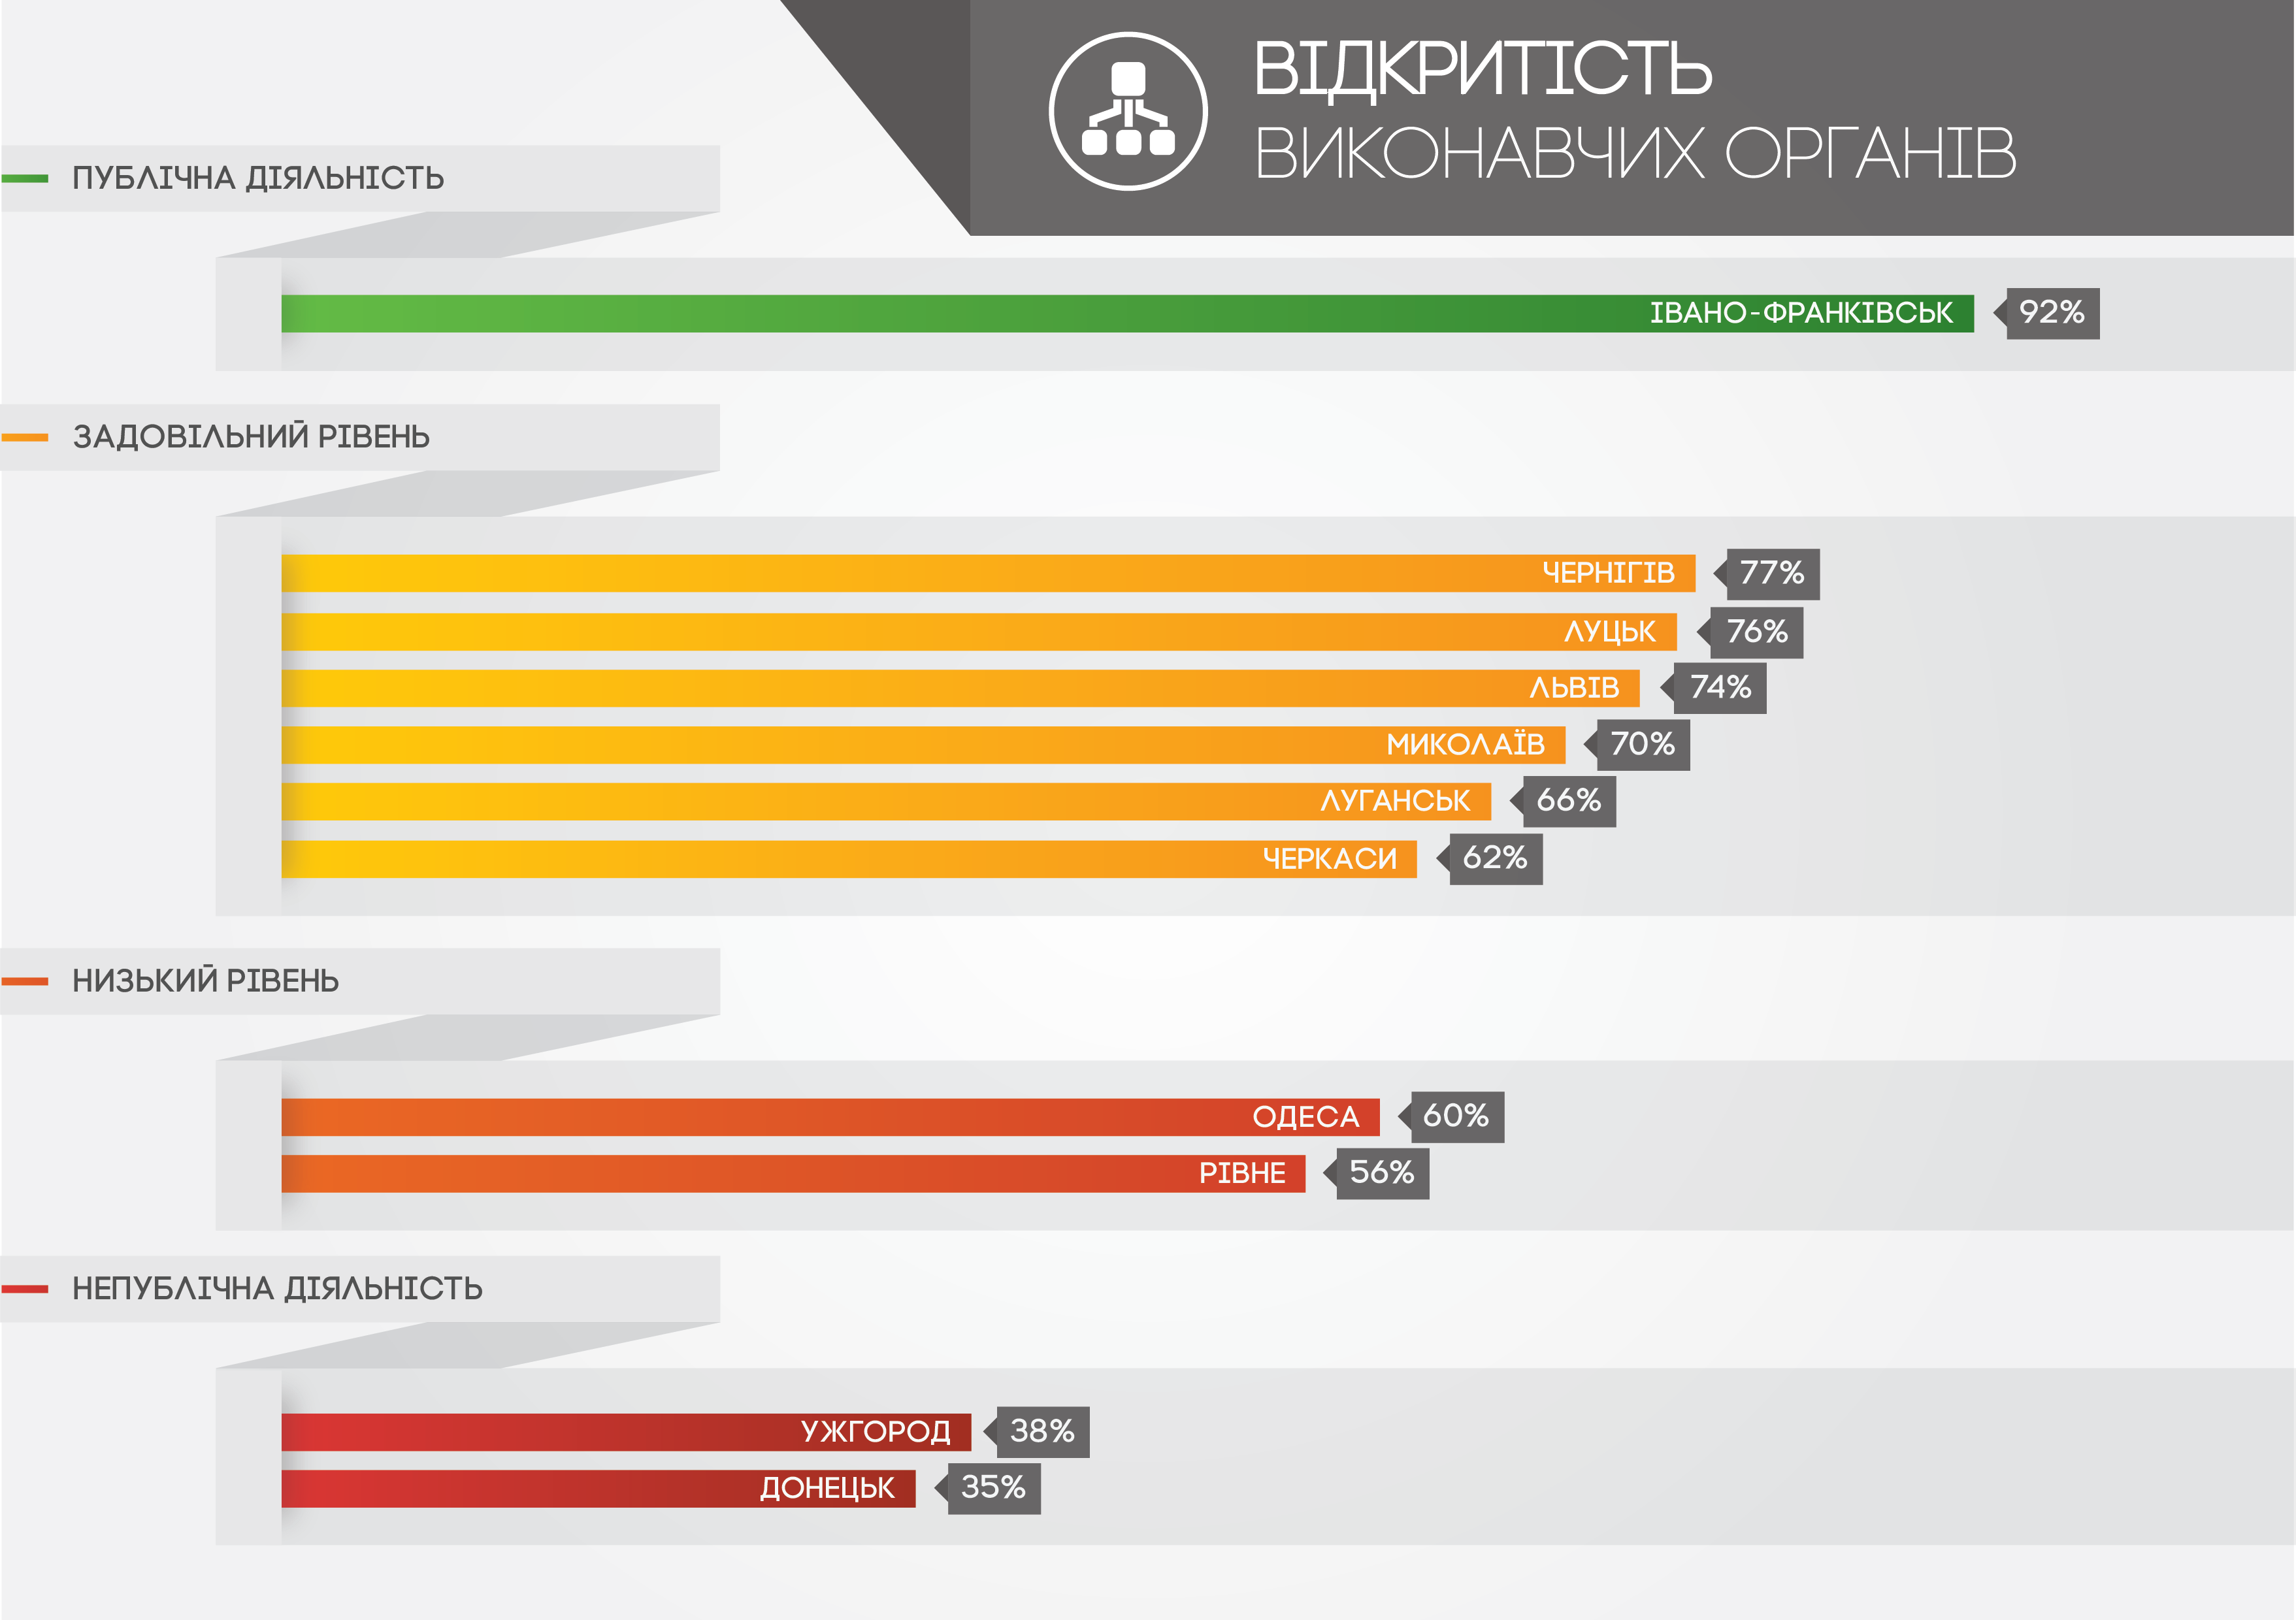 ВІДКРИТІСТЬ
ВИКОНАВЧИХ ОРГАНІВ
ПУБЛІЧНА ДІЯЛЬНІСТЬ
ІВАНО-ФРАНКІВСЬК 92%
ЗАДОВІЛЬНИЙ РІВЕНЬ
ЧЕРНІГІВ 77%
ЛУЦЬК 76%
ЛЬВІВ 74%
МИКОЛАЇВ 70%
ЛУГАНСЬК 66%
ЧЕРКАСИ 62%
НИЗЬКИЙ РІВЕНЬ
ОДЕСА 60%
РІВНЕ 56%
НЕПУБЛІЧНА ДІЯЛЬНІСТЬ
УЖГОРОД 38%
ДОНЕЦЬК 35%